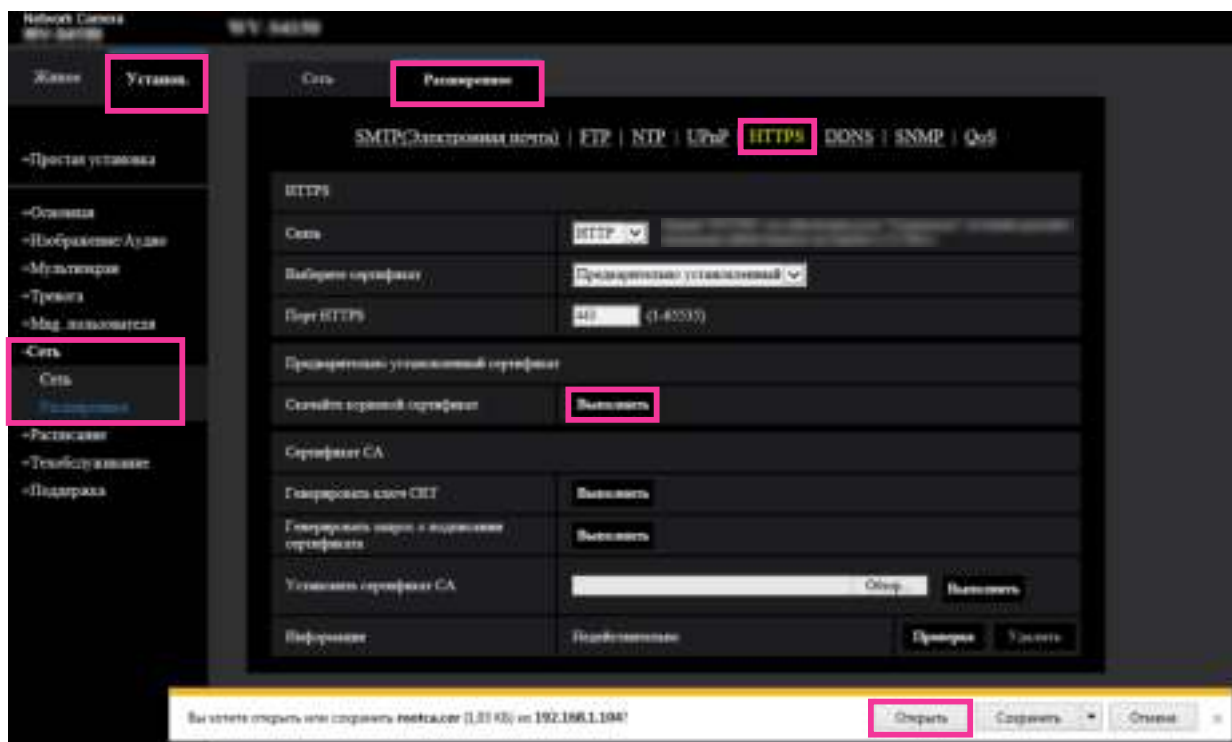 Network Camera
Живое
Установ.
Сеть
Расширенное
SMTP(Электронная почта) | FTP | NTP | UPnP | HTTPS | DDNS | SNMP | QoS
Простая установка
Основная
Изображение/Аудио
Мультиэкран
Тревога
Mng. пользователя
Сеть
Сеть
Расширенное
Расписание
Техобслуживание
Поддержка
HTTPS
Связь
HTTP
Выберите сертификат
Предварительно установленный
Порт HTTPS
443 (1-65535)
Предварительно установленный сертификат
Скачайте корневой сертификат
Выполнить
Сертификат CA
Генерировать ключ CRT
Выполнить
Генерировать запрос о подписании
сертификата
Выполнить
Установить сертификат CA
Обзор...
Выполнить
Информация
Недействительно
Проверка
Удалить
Вы хотите открыть или сохранить rootca.cer (1,03 КБ) из 192.168.1.104?
Открыть
Сохранить
Отмена